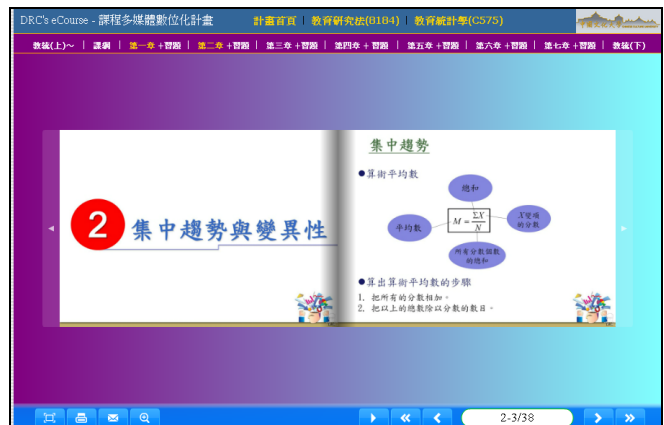 DRC's eCourse - 課程多媒體數位化計畫 計畫首頁 | 教育研究法(8184) | 教育統計學(C575)
教統(上)~ | 課綱 | 第一章 +習題 | 第二章 +習題 | 第三章 +習題 | 第四章 + 習題 | 第五章 +習題 | 第六章 +習題 | 第七章 +習題 | 教統(下)
2
集中趨勢與變異性
集中趨勢
●算術平均數
總和
平均數
M = ΣX / N
X變項
的分數
所有分數個數
的總和
●算出算術平均數的步驟
1. 把所有的分數相加。
2. 把以上的總數除以分數的數目。
2-3/38